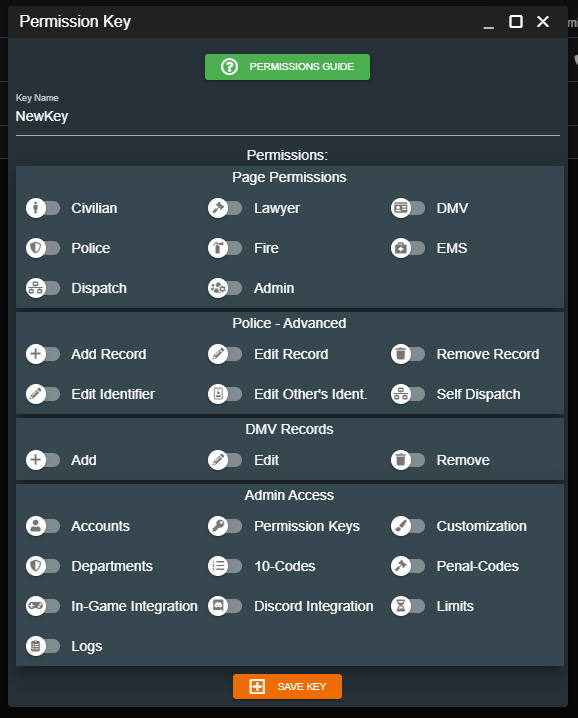 Permission Key
PERMISSIONS GUIDE
Key Name
NewKey
Permissions:
Page Permissions
Civilian Lawyer DMV
Police Fire EMS
Dispatch Admin
Police - Advanced
Add Record Edit Record Remove Record
Edit Identifier Edit Other's Ident. Self Dispatch
DMV Records
Add Edit Remove
Admin Access
Accounts Permission Keys Customization
Departments 10-Codes Penal-Codes
In-Game Integration Discord Integration Limits
Logs
SAVE KEY